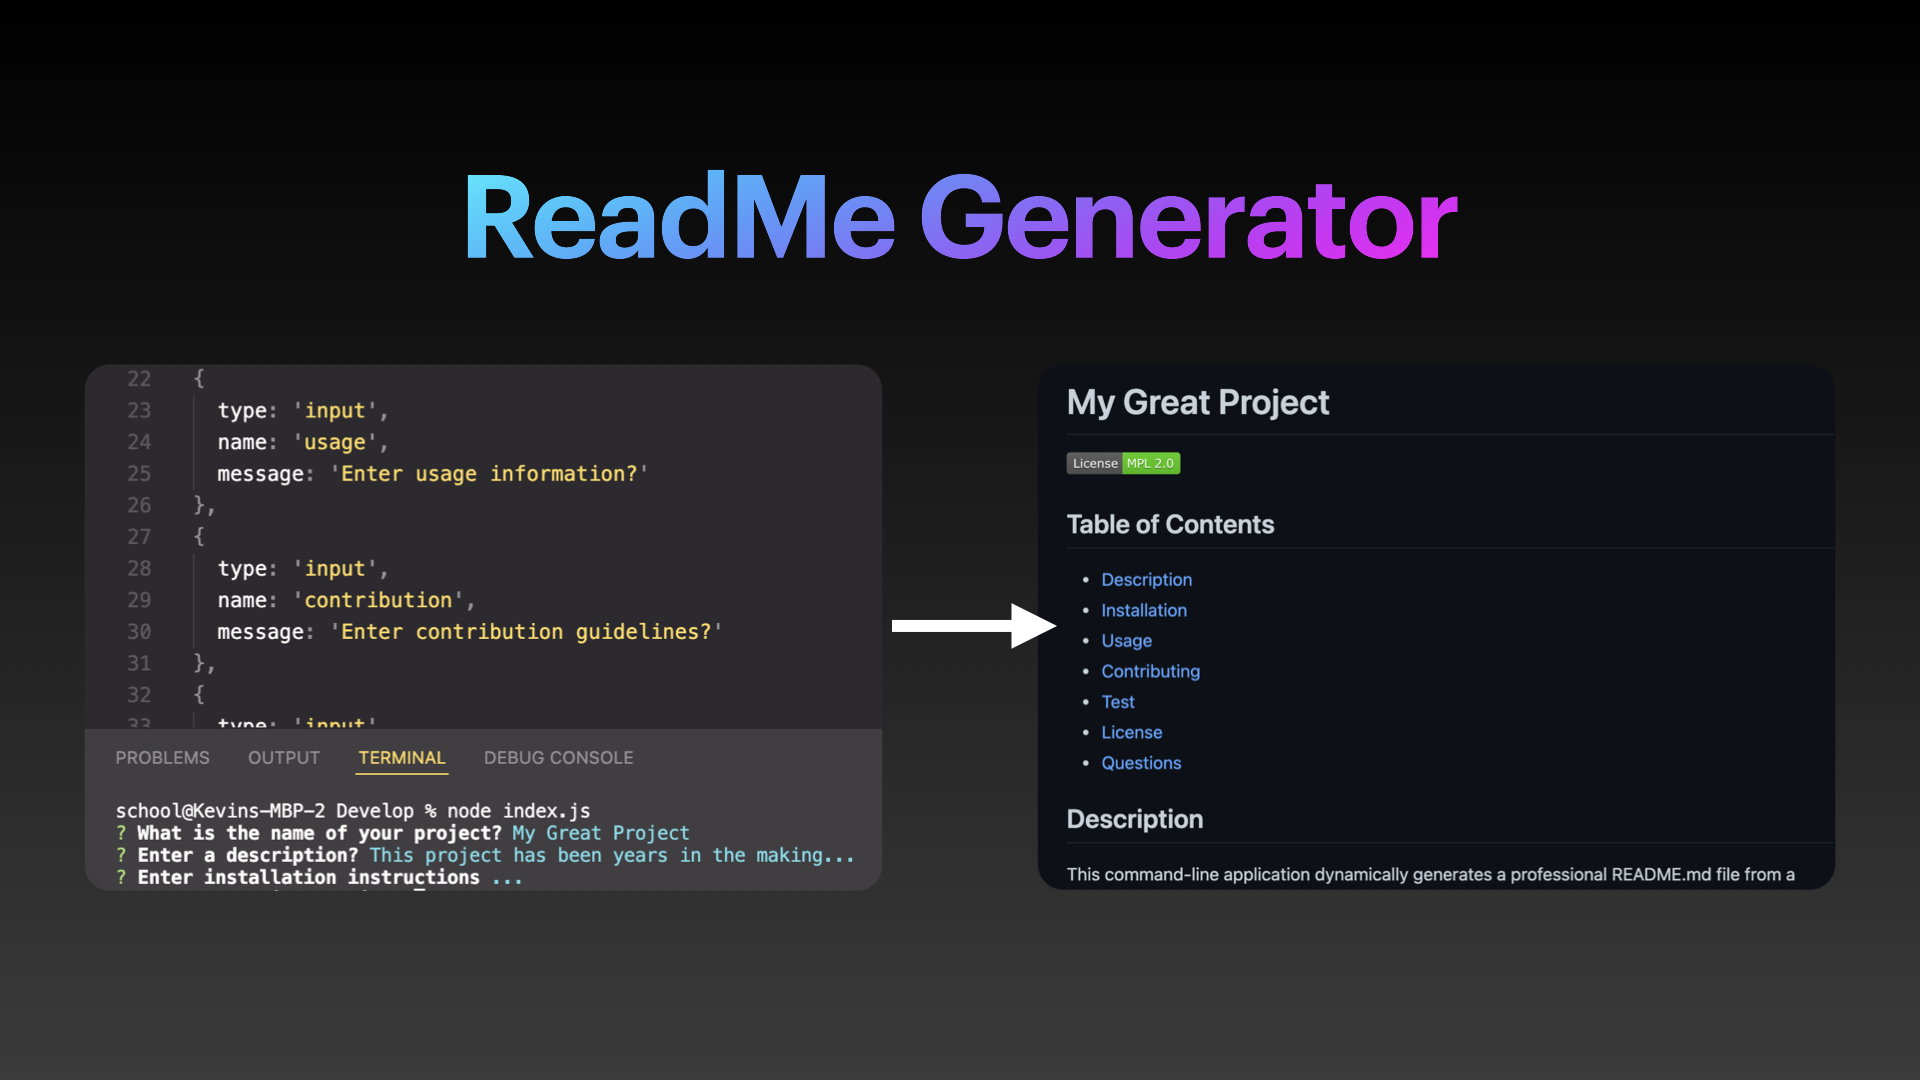 ReadMe Generator
22 {
23 type: 'input',
24 name: 'usage',
25 message: 'Enter usage information?'
26 },
27 {
28 type: 'input',
29 name: 'contribution',
30 message: 'Enter contribution guidelines?'
31 },
32 {
33 type: 'input'
PROBLEMS OUTPUT TERMINAL DEBUG CONSOLE
school@Kevins-MBP-2 Develop % node index.js
? What is the name of your project? My Great Project
? Enter a description? This project has been years in the making...
? Enter installation instructions ...
My Great Project
License MPL 2.0
Table of Contents
• Description
• Installation
• Usage
• Contributing
• Test
• License
• Questions
Description
This command-line application dynamically generates a professional README.md file from a